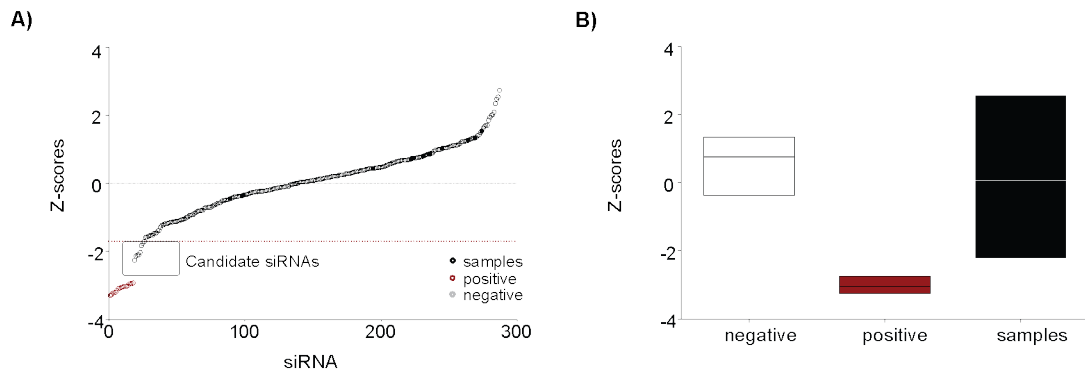 A)
4
2
0
-2
-4
Z-scores
Candidate siRNAs
samples
positive
negative
0 100 200 300
siRNA
B)
4
2
0
-2
-4
Z-scores
negative positive samples